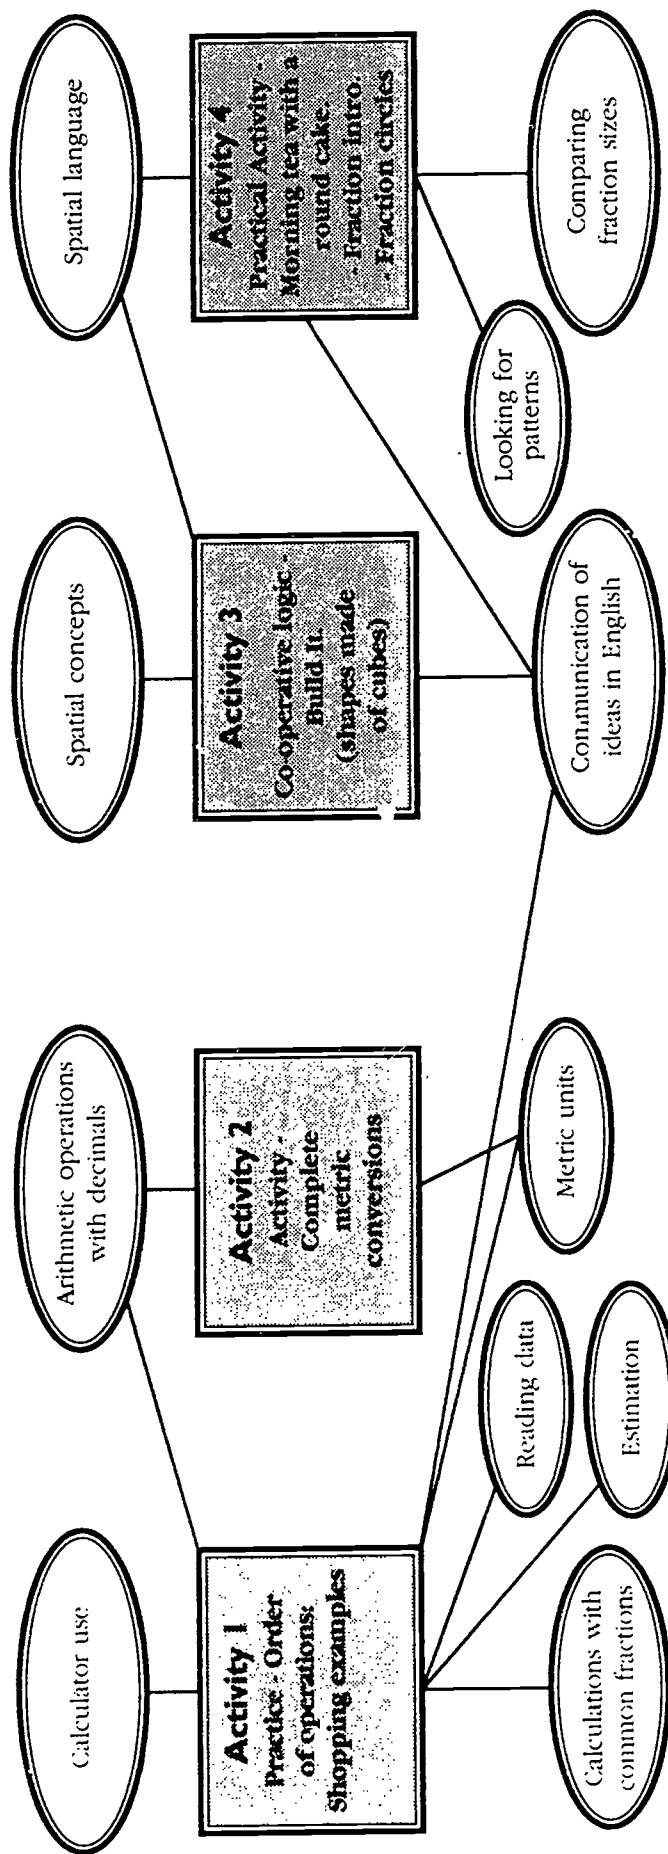 Calculator use
Arithmetic operations
with decimals
Spatial concepts
Spatial language
Activity 1
Practice - Order
of operations:
Shopping examples
Activity 2
Activity -
Complete
metric
conversions
Activity 3
Co-operative logic -
Build It.
(shapes made
of cubes)
Activity 4
Practical Activity -
Morning tea with a
round cake.
- Fraction intro.
- Fraction circles
Calculations with
common fractions
Reading data
Estimation
Metric units
Communication of
ideas in English
Looking for
patterns
Comparing
fraction sizes